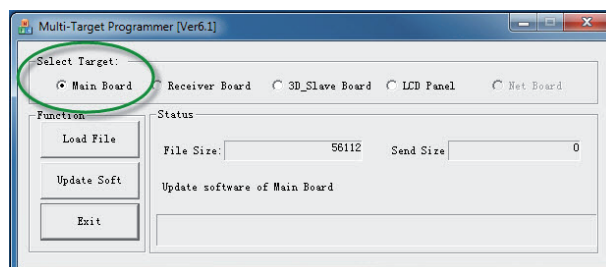 Multi-Target Programmer [Ver6.1]
Select Target:
Main Board Receiver Board 3D_Slave Board LCD Panel Net Board
Function Status
Load File
File Size: 56112 Send Size 0
Update Soft
Update software of Main Board
Exit